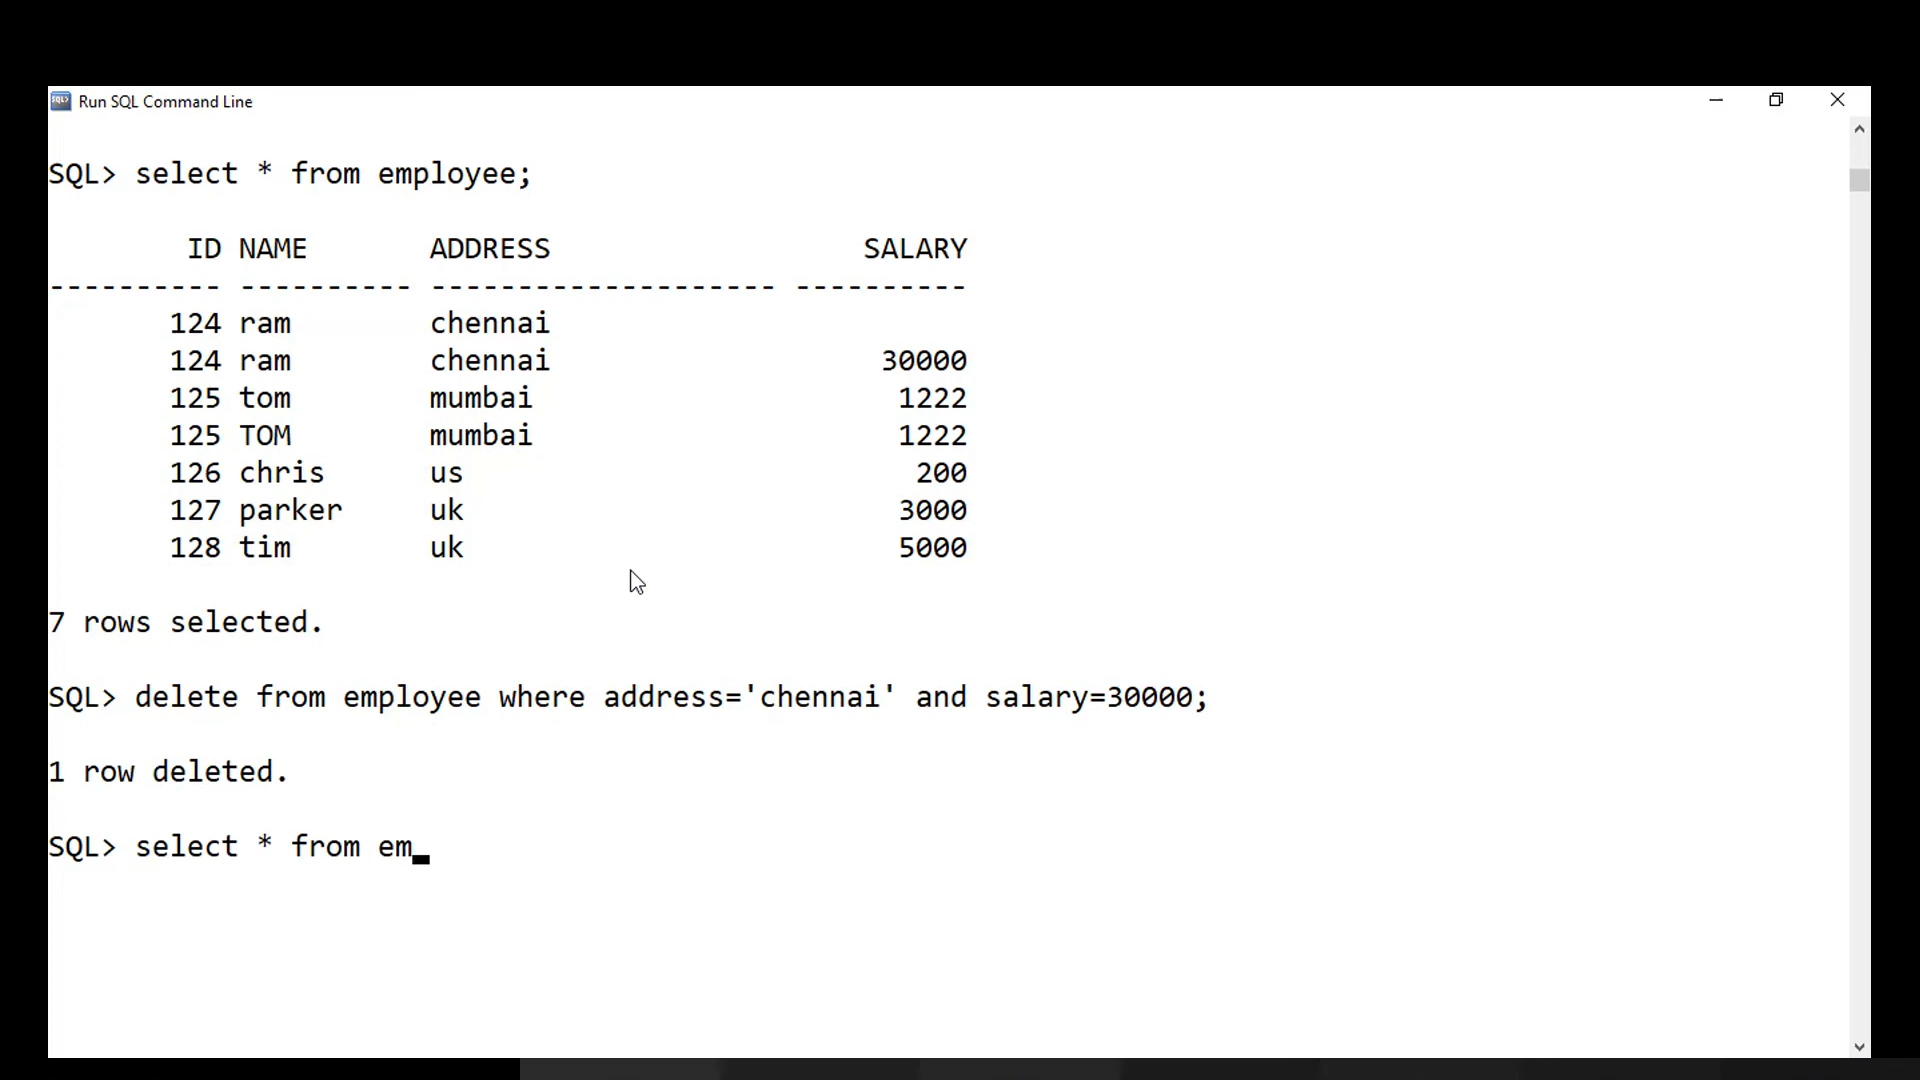 Run SQL Command Line
SQL> select * from employee;
ID NAME ADDRESS SALARY
---------- ---------- -------------------- ----------
124 ram chennai
124 ram chennai 30000
125 tom mumbai 1222
125 TOM mumbai 1222
126 chris us 200
127 parker uk 3000
128 tim uk 5000
7 rows selected.
SQL> delete from employee where address='chennai' and salary=30000;
1 row deleted.
SQL> select * from em_